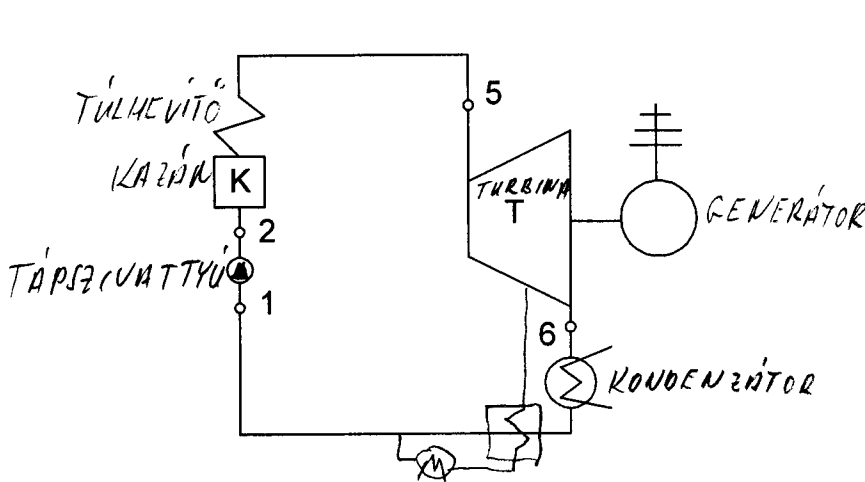 TÚLHEVÍTŐ
5
KAZÁN
K
TURBINA
T
GENERÁTOR
2
TÁPSZIVATTYÚ
1
6
KONDENZÁTOR
M